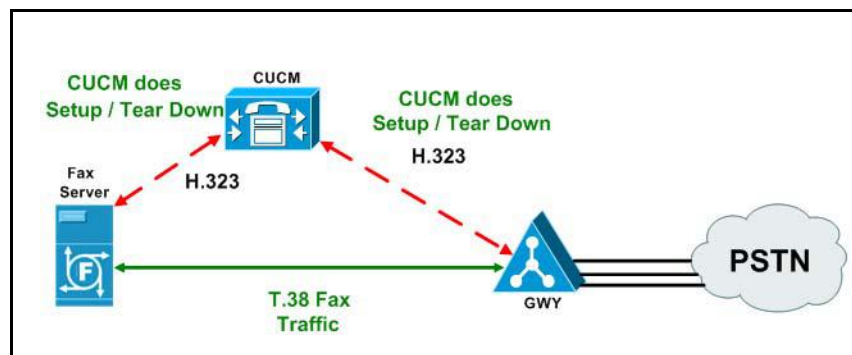 CUCM does
Setup / Tear Down
CUCM
CUCM does
Setup / Tear Down
H.323
H.323
Fax
Server
F
T.38 Fax
Traffic
GWY
PSTN